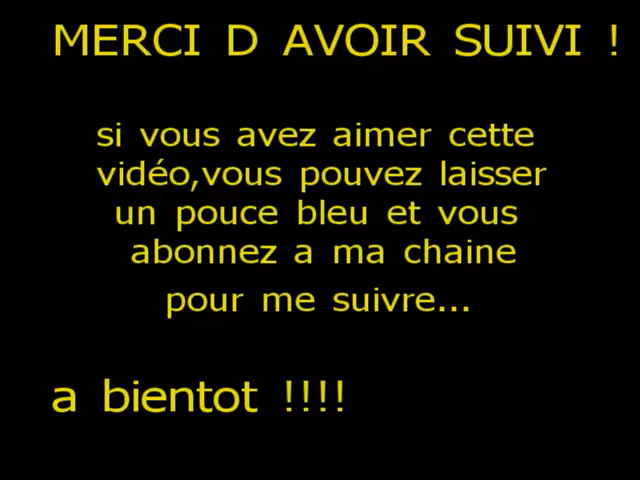 MERCI D AVOIR SUIVI !
si vous avez aimer cette
vidéo,vous pouvez laisser
un pouce bleu et vous
abonnez a ma chaine
pour me suivre...
a bientot !!!!